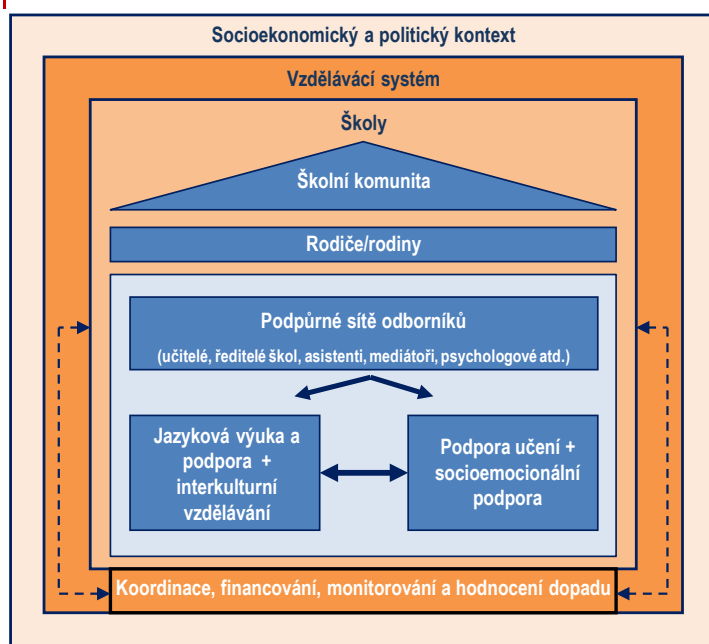 Socioekonomický a politický kontext
Vzdělávácí systém
Školy
Školní komunita
Rodiče/rodiny
Podpůrné sítě odborníků
(učitelé, ředitelé škol, asistenti, mediátoři, psychologové atd.)
Jazyková výuka a
podpora +
interkulturní
vzdělávání
Podpora učení +
socioemocionální
podpora
Koordinace, financování, monitorování a hodnocení dopadu